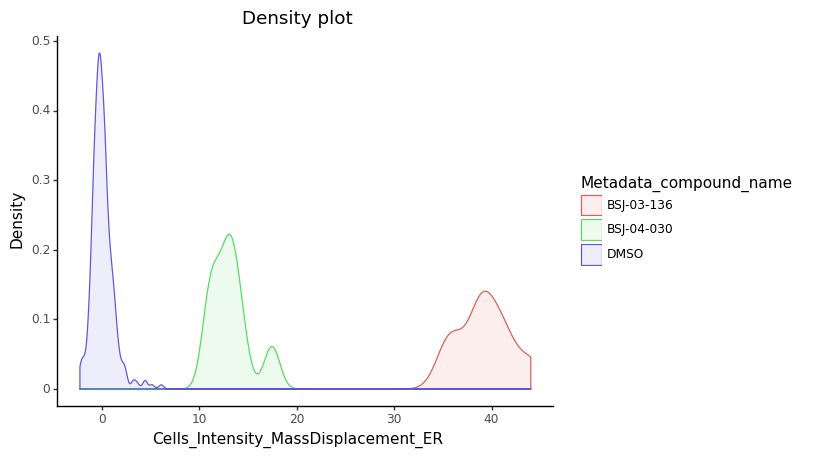 Density plot
0.5
0.4
0.3
0.2
0.1
0
Density
0
10
20
30
40
Cells_Intensity_MassDisplacement_ER
Metadata_compound_name
BSJ-03-136
BSJ-04-030
DMSO